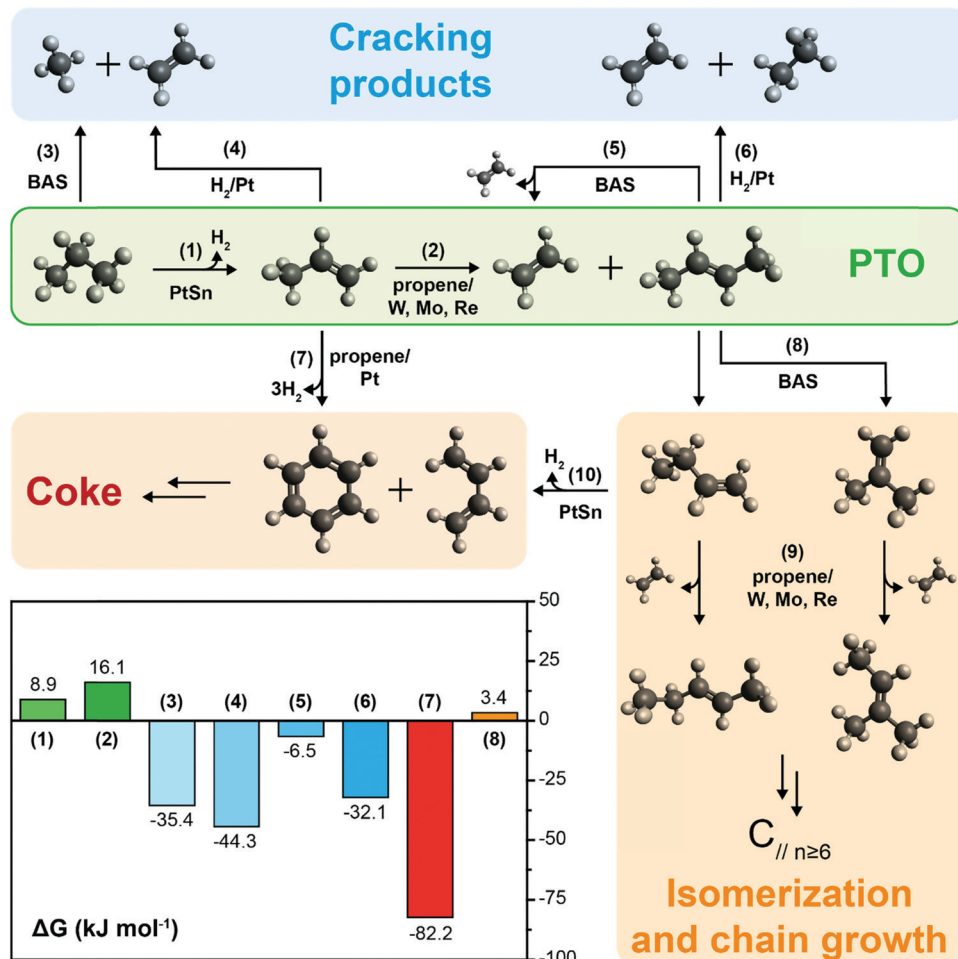 Cracking
products
+
+
(3)
BAS
(4)
H₂/Pt
(5)
BAS
(6)
H₂/Pt
(1)
H₂
PtSn
(2)
propene/
W, Mo, Re
+
PTO
(7)
propene/
Pt
3H₂
(8)
BAS
Coke
+
H₂
(10)
PtSn
(9)
propene/
W, Mo, Re
C// n≥6
Isomerization
and chain growth
50
25
0
-25
-50
-75
-100
8.9
16.1
(3)
(4)
(5)
(6)
(7)
3.4
(1)
(2)
(8)
-35.4
-44.3
-6.5
-32.1
-82.2
ΔG (kJ mol⁻¹)